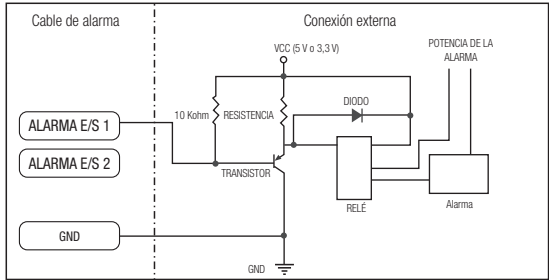 Cable de alarma
Conexión externa
VCC (5 V o 3,3 V)
POTENCIA DE LA
ALARMA
10 Kohm
RESISTENCIA
DIODO
ALARMA E/S 1
ALARMA E/S 2
TRANSISTOR
RELÉ
Alarma
GND
GND